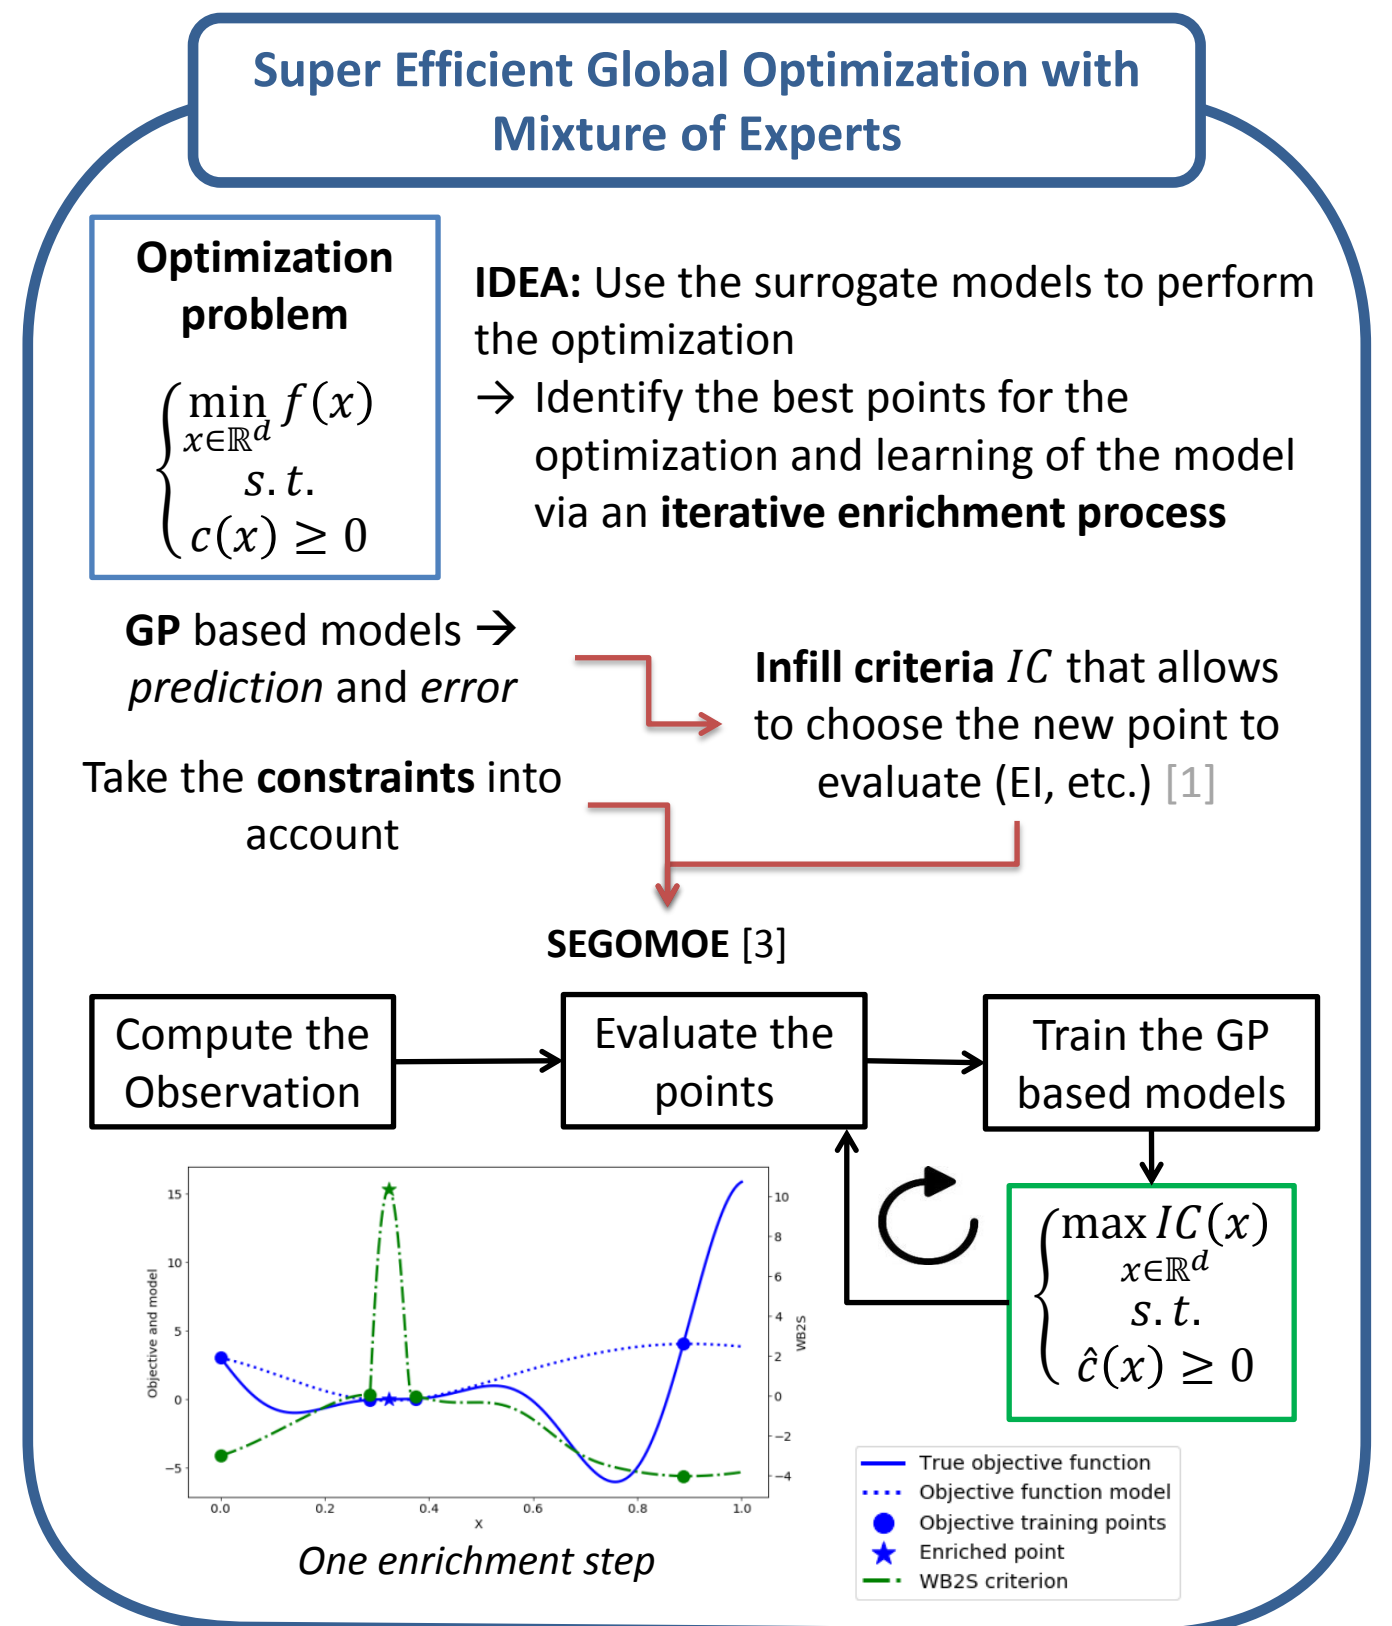 Super Efficient Global Optimization with
Mixture of Experts
Optimization
problem
min f(x)
x∈ℝᵈ
s.t.
c(x) ≥ 0
IDEA: Use the surrogate models to perform
the optimization
→ Identify the best points for the
optimization and learning of the model
via an iterative enrichment process
GP based models →
prediction and error
Infill criteria IC that allows
to choose the new point to
evaluate (EI, etc.) [1]
Take the constraints into
account
SEGOMOE [3]
Compute the
Observation
Evaluate the
points
Train the GP
based models
max IC(x)
x∈ℝᵈ
s.t.
ĉ(x) ≥ 0
Objective and model
15
10
5
0
−5
0.0 0.2 0.4 0.6 0.8 1.0
x
10
8
6
4
2
0
−2
−4
WB2S
One enrichment step
True objective function
Objective function model
Objective training points
Enriched point
WB2S criterion